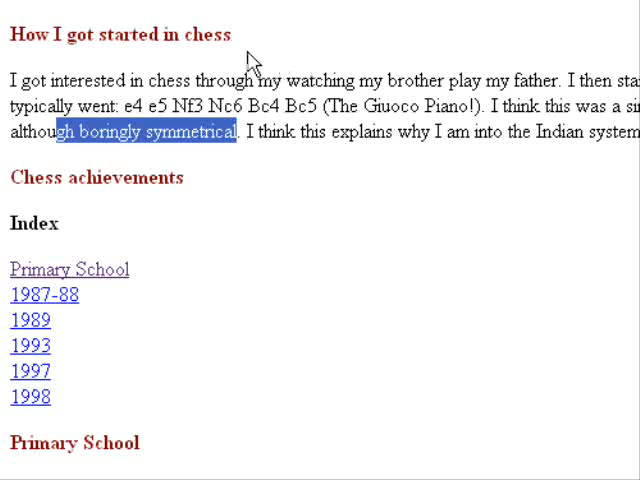 How I got started in chess
I got interested in chess through my watching my brother play my father. I then
typically went: e4 e5 Nf3 Nc6 Bc4 Bc5 (The Giuoco Piano!). I think this was a
although boringly symmetrical. I think this explains why I am into the Indian system
Chess achievements
Index
Primary School
1987-88
1989
1993
1997
1998
Primary School